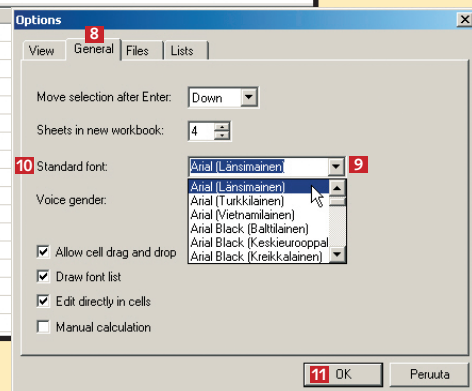 Options
8
View General Files Lists
Move selection after Enter: Down
Sheets in new workbook: 4
10 Standard font: Arial (Länsimainen) 9
Arial (Länsimainen)
Arial (Turkkilainen)
Voice gender:
Arial (Vietnamilainen)
Arial Black (Balttilainen)
Arial Black (Keskieurooppal
Arial Black (Kreikkalainen)
Allow cell drag and drop
Draw font list
Edit directly in cells
Manual calculation
11 OK Peruuta